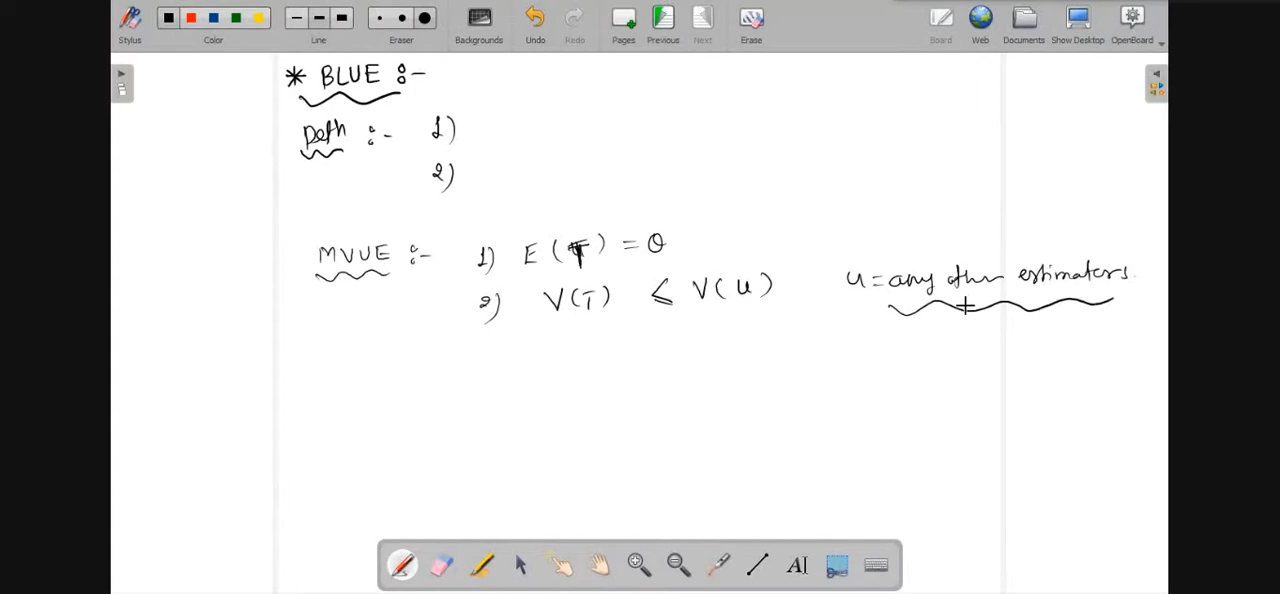 Stylus Color Line Eraser Backgrounds Undo Redo Pages Previous Next Erase Board Web Documents Show Desktop OpenBoard
* BLUE :-
Defn :- 1)
2)
MVUE :- 1) E(T) = θ
2) V(T) ≤ V(U) U = any other estimators.